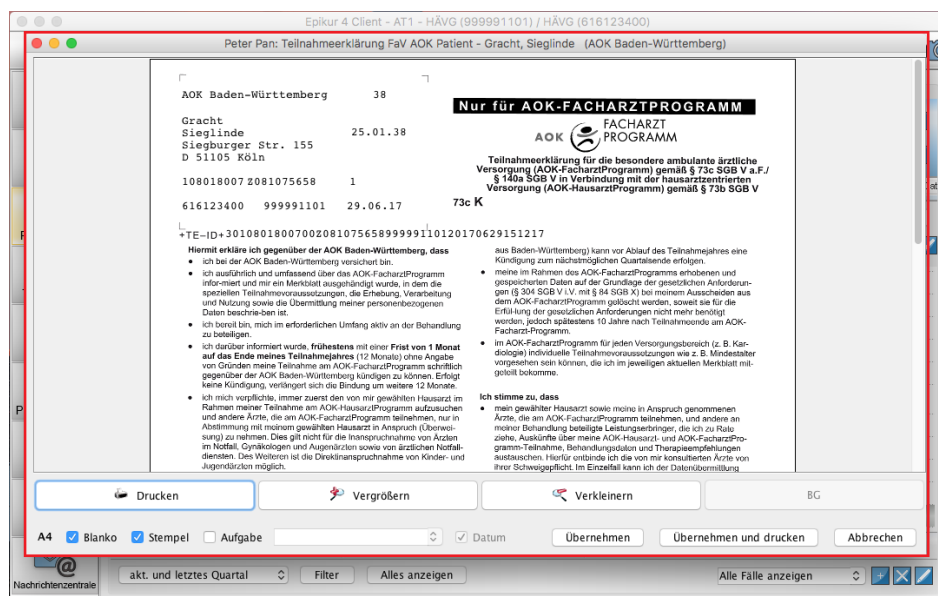 Epikur 4 Client - AT1 - HÄVG (999991101) / HÄVG (616123400)
Peter Pan: Teilnahmeerklärung FaV AOK Patient - Gracht, Sieglinde (AOK Baden-Württemberg)
AOK Baden-Württemberg 38
Gracht
Sieglinde 25.01.38
Siegburger Str. 155
D 51105 Köln
108018007 Z081075658 1
616123400 999991101 29.06.17
Nur für AOK-FACHARZTPROGRAMM
AOK FACHARZT
PROGRAMM
Teilnahmeerklärung für die besondere ambulante ärztliche
Versorgung (AOK-FacharztProgramm) gemäß § 73c SGB V a.F./
§ 140a SGB V in Verbindung mit der hausarztzentrierten
Versorgung (AOK-HausarztProgramm) gemäß § 73b SGB V
73c K
+TE-ID+3010801800700Z08107565899999110120170629151217
Hiermit erkläre ich gegenüber der AOK Baden-Württemberg, dass
• ich bei der AOK Baden-Württemberg versichert bin.
• ich ausführlich und umfassend über das AOK-FacharztProgramm
infor-miert und mir ein Merkblatt ausgehändigt wurde, in dem die
speziellen Teilnahmevoraussetzungen, die Erhebung, Verarbeitung
und Nutzung sowie die Übermittlung meiner personenbezogenen
Daten beschrie-ben ist.
• ich bereit bin, mich im erforderlichen Umfang aktiv an der Behandlung
zu beteiligen.
• ich darüber informiert wurde, frühestens mit einer Frist von 1 Monat
auf das Ende meines Teilnahmejahres (12 Monate) ohne Angabe
von Gründen meine Teilnahme am AOK-FacharztProgramm schriftlich
gegenüber der AOK Baden-Württemberg kündigen zu können. Erfolgt
keine Kündigung, verlängert sich die Bindung um weitere 12 Monate.
• ich mich verpflichte, immer zuerst den von mir gewählten Hausarzt im
Rahmen meiner Teilnahme am AOK-HausarztProgramm aufzusuchen
und andere Ärzte, die am AOK-FacharztProgramm teilnehmen, nur in
Abstimmung mit meinem gewählten Hausarzt in Anspruch (Überwei-
sung) zu nehmen. Dies gilt nicht für die Inanspruchnahme von Ärzten
im Notfall, Gynäkologen und Augenärzten sowie von ärztlichen Notfall-
diensten. Des Weiteren ist die Direktinanspruchnahme von Kinder- und
Jugendärzten möglich.
aus Baden-Württemberg) kann vor Ablauf des Teilnahmejahres eine
Kündigung zum nächstmöglichen Quartalsende erfolgen.
• meine im Rahmen des AOK-FacharztProgramms erhobenen und
gespeicherten Daten auf der Grundlage der gesetzlichen Anforderun-
gen (§ 304 SGB V i.V. mit § 84 SGB X) bei meinem Ausscheiden aus
dem AOK-FacharztProgramm gelöscht werden, soweit sie für die
Erfül-lung der gesetzlichen Anforderungen nicht mehr benötigt
werden, jedoch spätestens 10 Jahre nach Teilnahmeende am AOK-
Facharzt-Programm.
• im AOK-FacharztProgramm für jeden Versorgungsbereich (z. B. Kar-
diologie) individuelle Teilnahmevoraussetzungen wie z. B. Mindestalter
vorgesehen sein können, die ich im jeweiligen aktuellen Merkblatt mit-
geteilt bekomme.
Ich stimme zu, dass
• mein gewählter Hausarzt sowie meine in Anspruch genommenen
Ärzte, die am AOK-FacharztProgramm teilnehmen, und andere an
meiner Behandlung beteiligte Leistungserbringer, die ich zu Rate
ziehe, Auskünfte über meine AOK-Hausarzt- und AOK-FacharztPro-
gramm-Teilnahme, Behandlungsdaten und Therapieempfehlungen
austauschen. Hierfür entbinde ich die von mir konsultierten Ärzte von
ihrer Schweigepflicht. Im Einzelfall kann ich der Datenübermittlung
Drucken Vergrößern Verkleinern BG
A4 Blanko Stempel Aufgabe Datum Übernehmen Übernehmen und drucken Abbrechen
Nachrichtenzentrale
akt. und letztes Quartal Filter Alles anzeigen Alle Fälle anzeigen